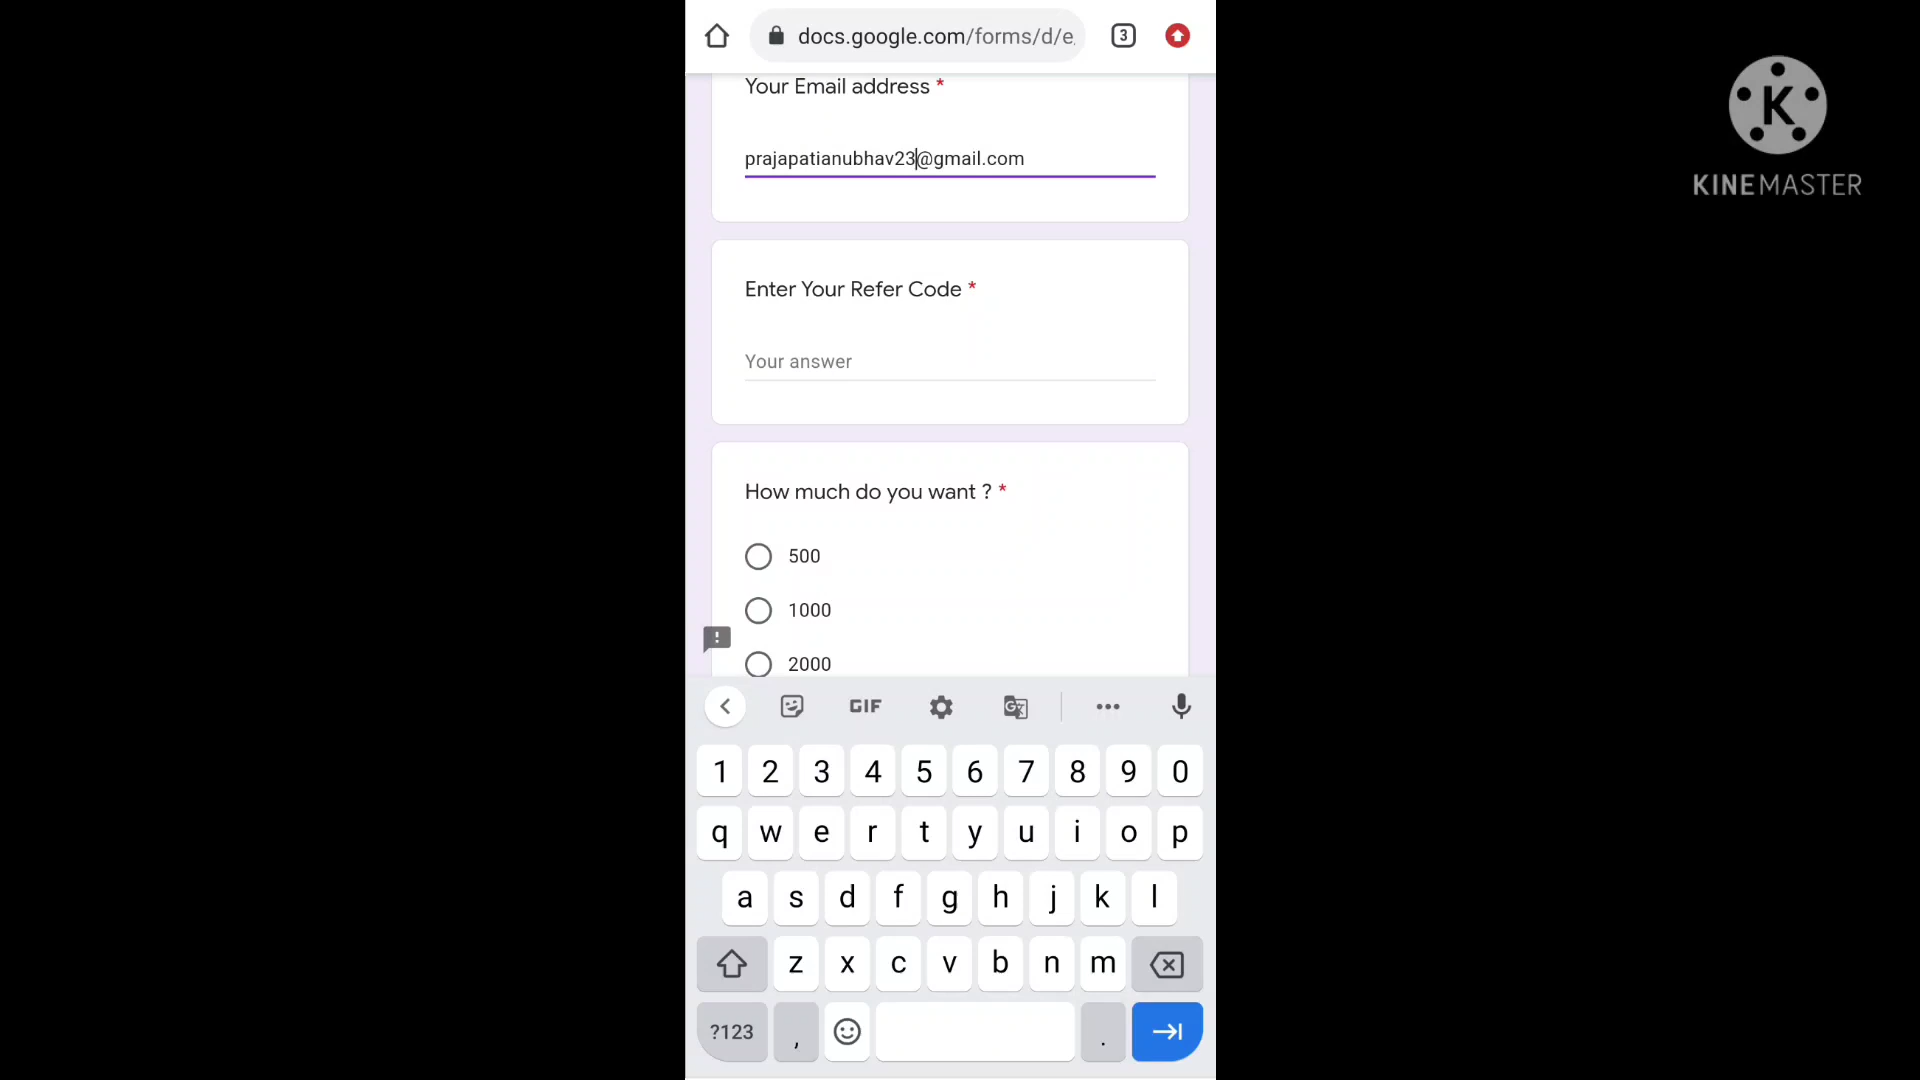 docs.google.com/forms/d/e
3
Your Email address *
prajapatianubhav23@gmail.com
Enter Your Refer Code *
Your answer
How much do you want ? *
500
1000
2000
GIF
1 2 3 4 5 6 7 8 9 0
q w e r t y u i o p
a s d f g h j k l
z x c v b n m
?123 , .
K
KINEMASTER